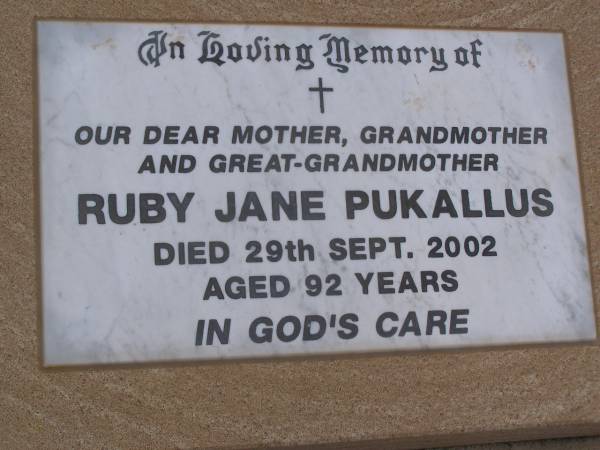 In Loving Memory of
OUR DEAR MOTHER, GRANDMOTHER
AND GREAT-GRANDMOTHER
RUBY JANE PUKALLUS
DIED 29th SEPT. 2002
AGED 92 YEARS
IN GOD'S CARE